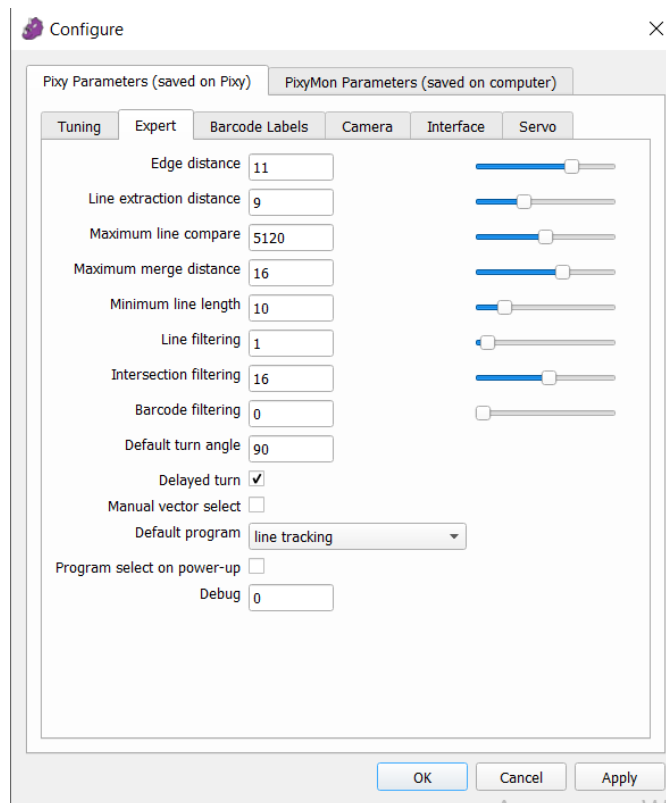 Configure
Pixy Parameters (saved on Pixy) PixyMon Parameters (saved on computer)
Tuning Expert Barcode Labels Camera Interface Servo
Edge distance 11
Line extraction distance 9
Maximum line compare 5120
Maximum merge distance 16
Minimum line length 10
Line filtering 1
Intersection filtering 16
Barcode filtering 0
Default turn angle 90
Delayed turn
Manual vector select
Default program line tracking
Program select on power-up
Debug 0
OK Cancel Apply